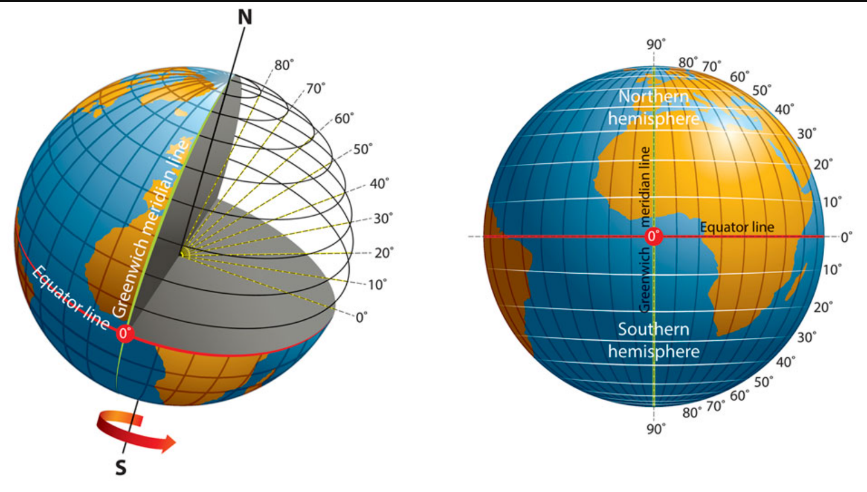 N
80°
70°
60°
50°
40°
30°
20°
10°
0°
Greenwich meridian line
Equator line
0°
S
90°
80° 70° 60° 50° 40° 30° 20° 10° 0°
Northern
hemisphere
Greenwich meridian line
Equator line
0°
Southern
hemisphere
10°
20°
30°
40°
50°
60°
70°
80°
90°